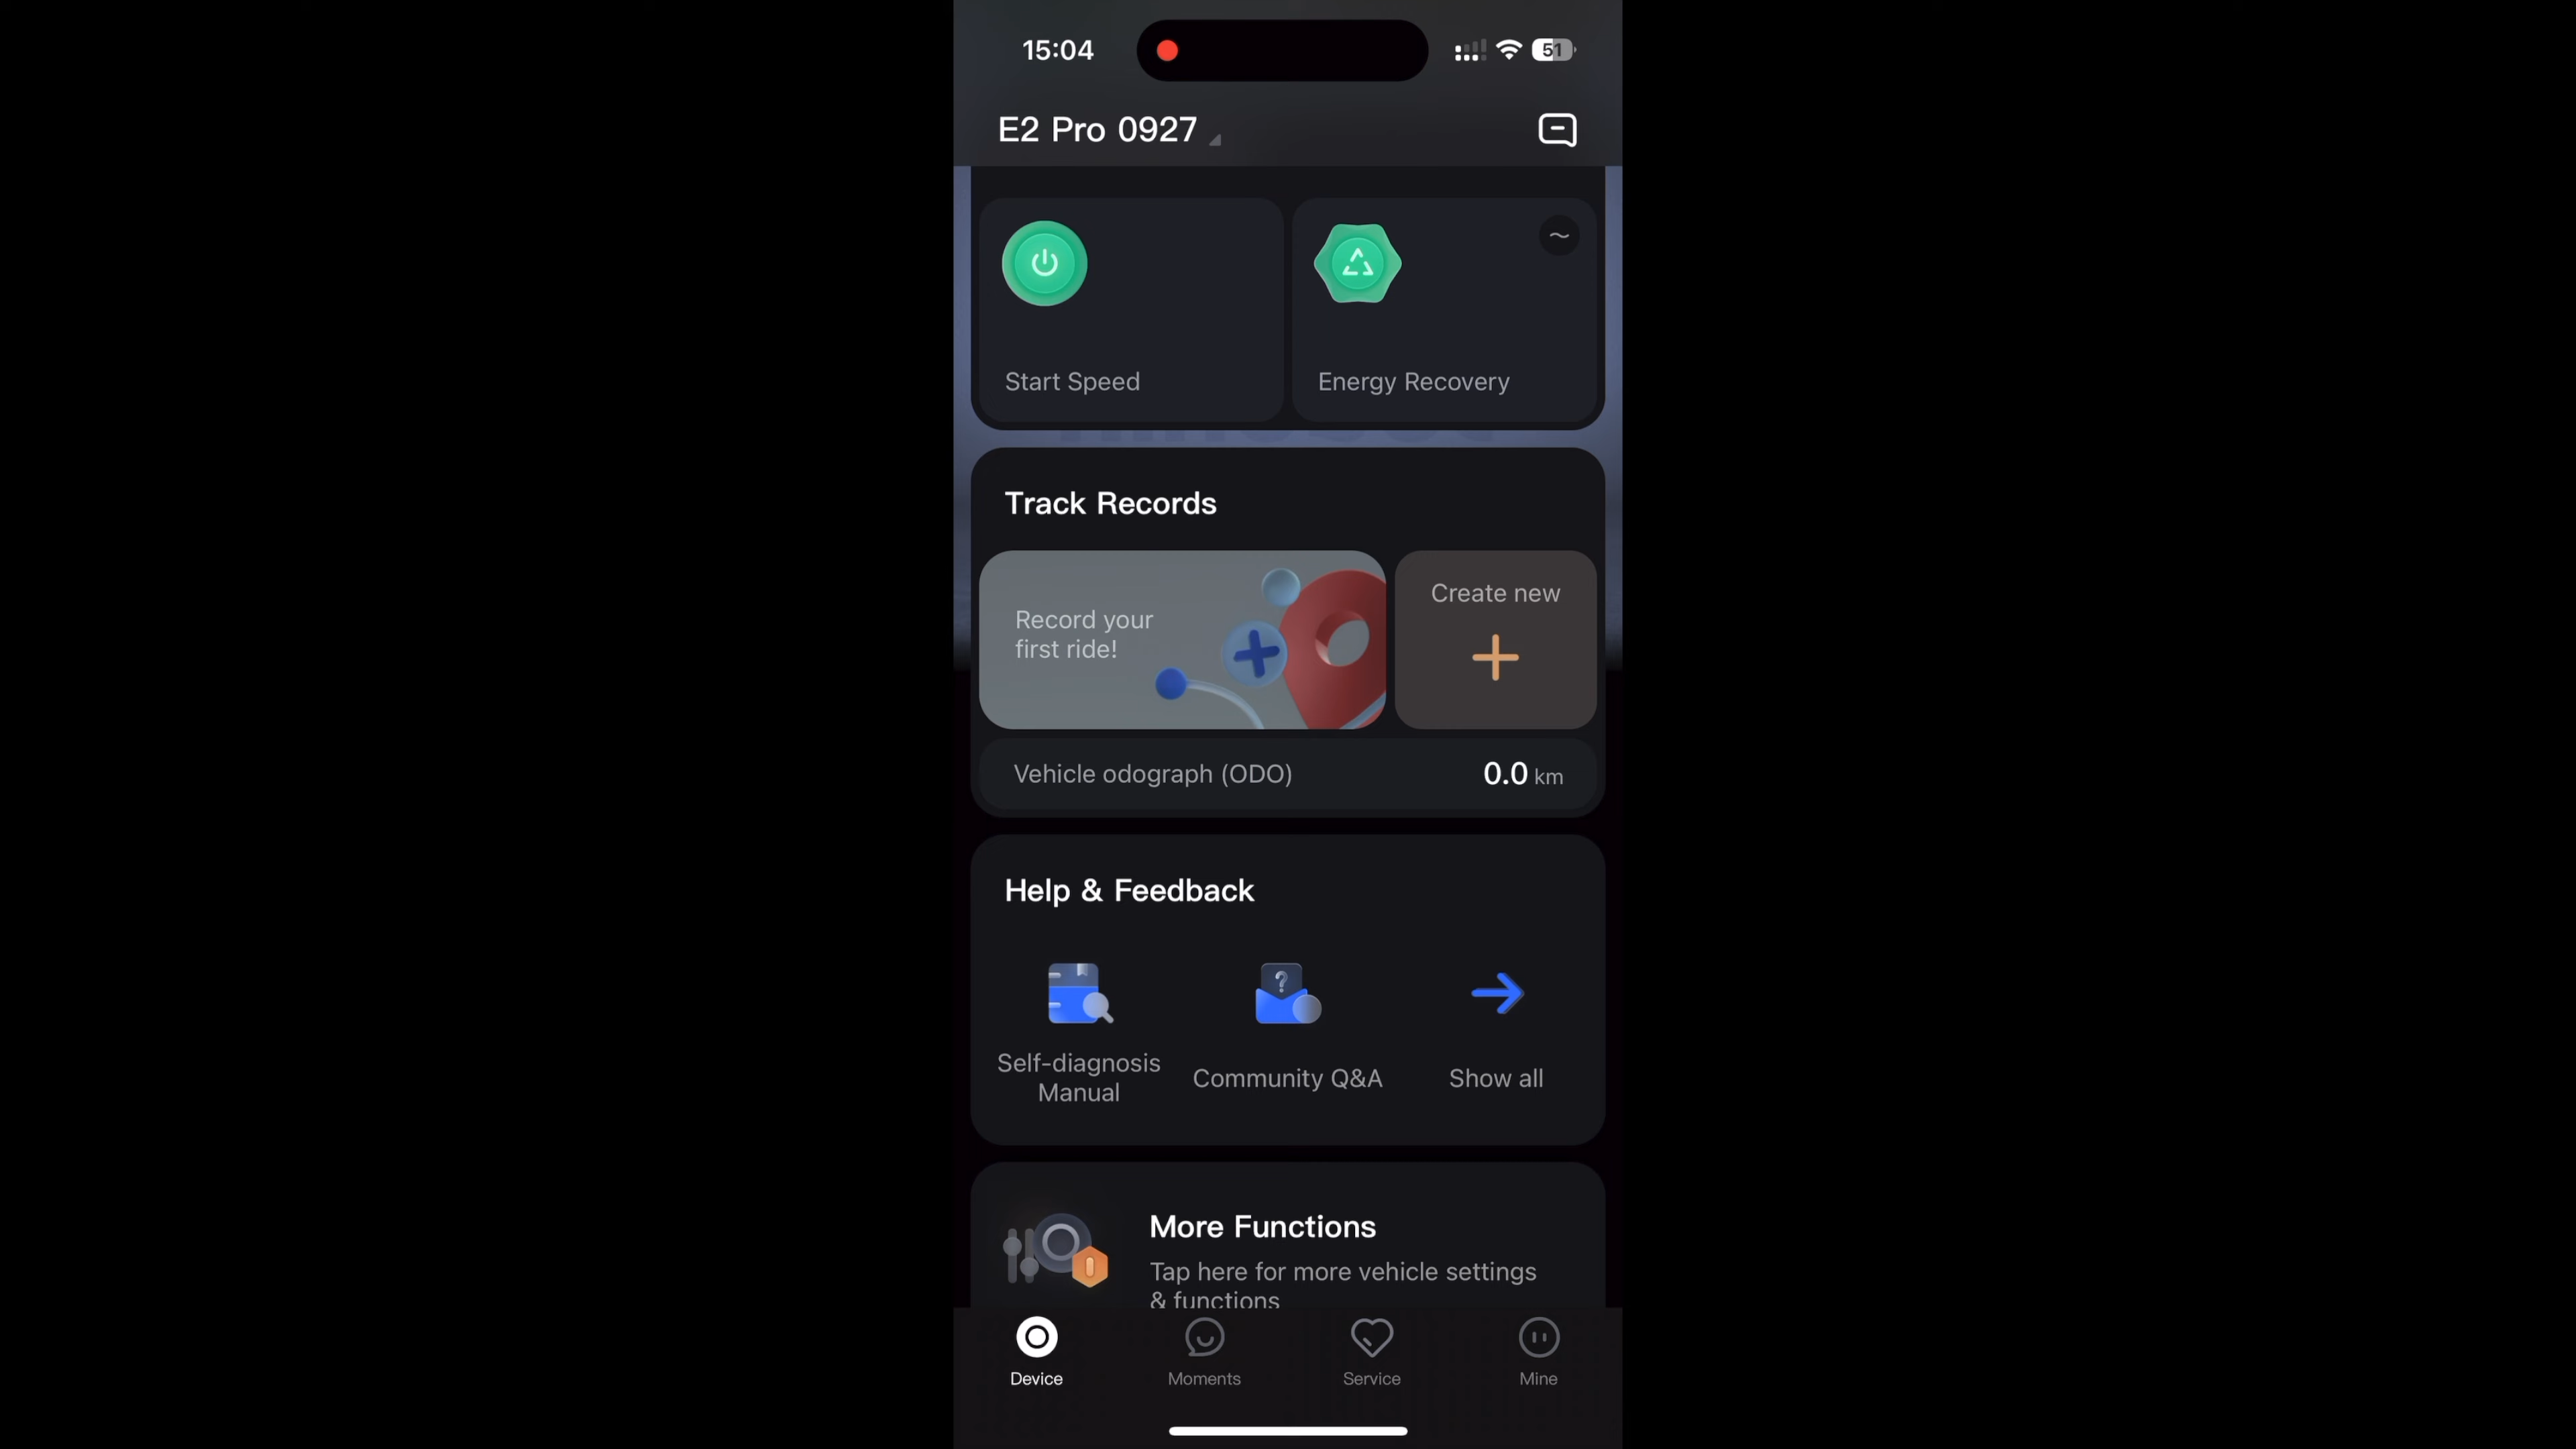 15:04
51
E2 Pro 0927
Start Speed
Energy Recovery
Track Records
Record your
first ride!
Create new
Vehicle odograph (ODO)
0.0 km
Help & Feedback
Self-diagnosis
Manual
Community Q&A
Show all
More Functions
Tap here for more vehicle settings
& functions
Device
Moments
Service
Mine